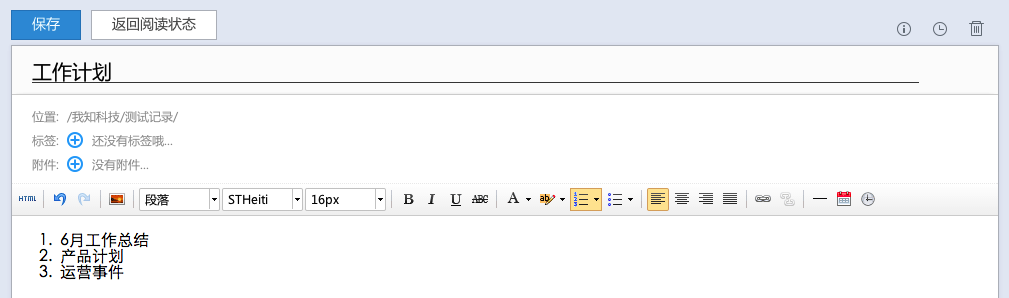 保存 返回阅读状态
工作计划
位置: /我知科技/测试记录/
标签: 还没有标签哦...
附件: 没有附件...
HTML 段落 STHeiti 16px B I U ABC A ab
1. 6月工作总结
2. 产品计划
3. 运营事件